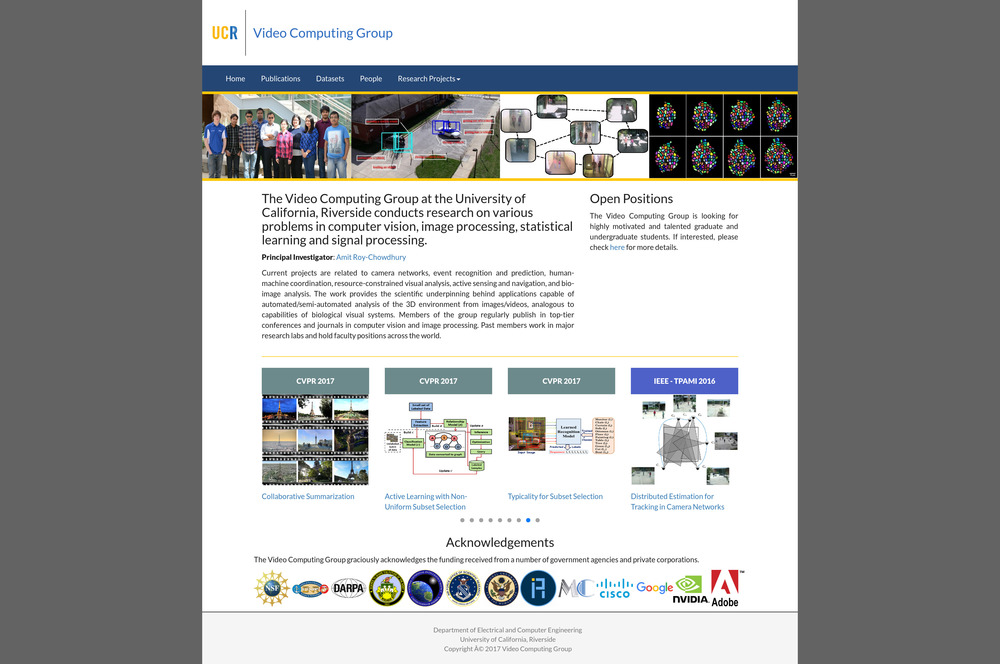 UCR Video Computing Group
Home Publications Datasets People Research Projects
The Video Computing Group at the University of
California, Riverside conducts research on various
problems in computer vision, image processing, statistical
learning and signal processing.
Principal Investigator: Amit Roy-Chowdhury
Current projects are related to camera networks, event recognition and prediction, human-
machine coordination, resource-constrained visual analysis, active sensing and navigation, and bio-
image analysis. The work provides the scientific underpinning behind applications capable of
automated/semi-automated analysis of the 3D environment from images/videos, analogous to
capabilities of biological visual systems. Members of the group regularly publish in top-tier
conferences and journals in computer vision and image processing. Past members work in major
research labs and hold faculty positions across the world.
Open Positions
The Video Computing Group is looking for
highly motivated and talented graduate and
undergraduate students. If interested, please
check here for more details.
CVPR 2017
Collaborative Summarization
CVPR 2017
Active Learning with Non-
Uniform Subset Selection
CVPR 2017
Learned
Recognition
Model
Input Image
Typicality for Subset Selection
IEEE - TPAMI 2016
Distributed Estimation for
Tracking in Camera Networks
Acknowledgements
The Video Computing Group graciously acknowledges the funding received from a number of government agencies and private corporations.
NSF DARPA CISCO Google NVIDIA Adobe
Department of Electrical and Computer Engineering
University of California, Riverside
Copyright Â© 2017 Video Computing Group